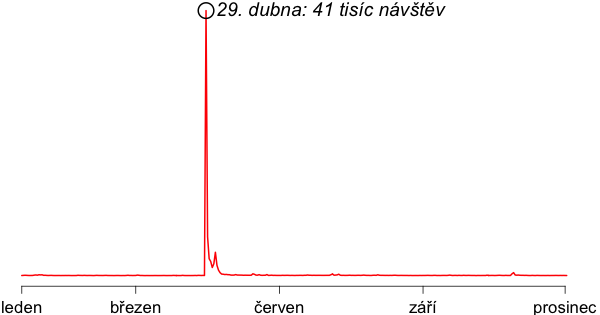 29. dubna: 41 tisíc návštěv
leden březen červen září prosinec